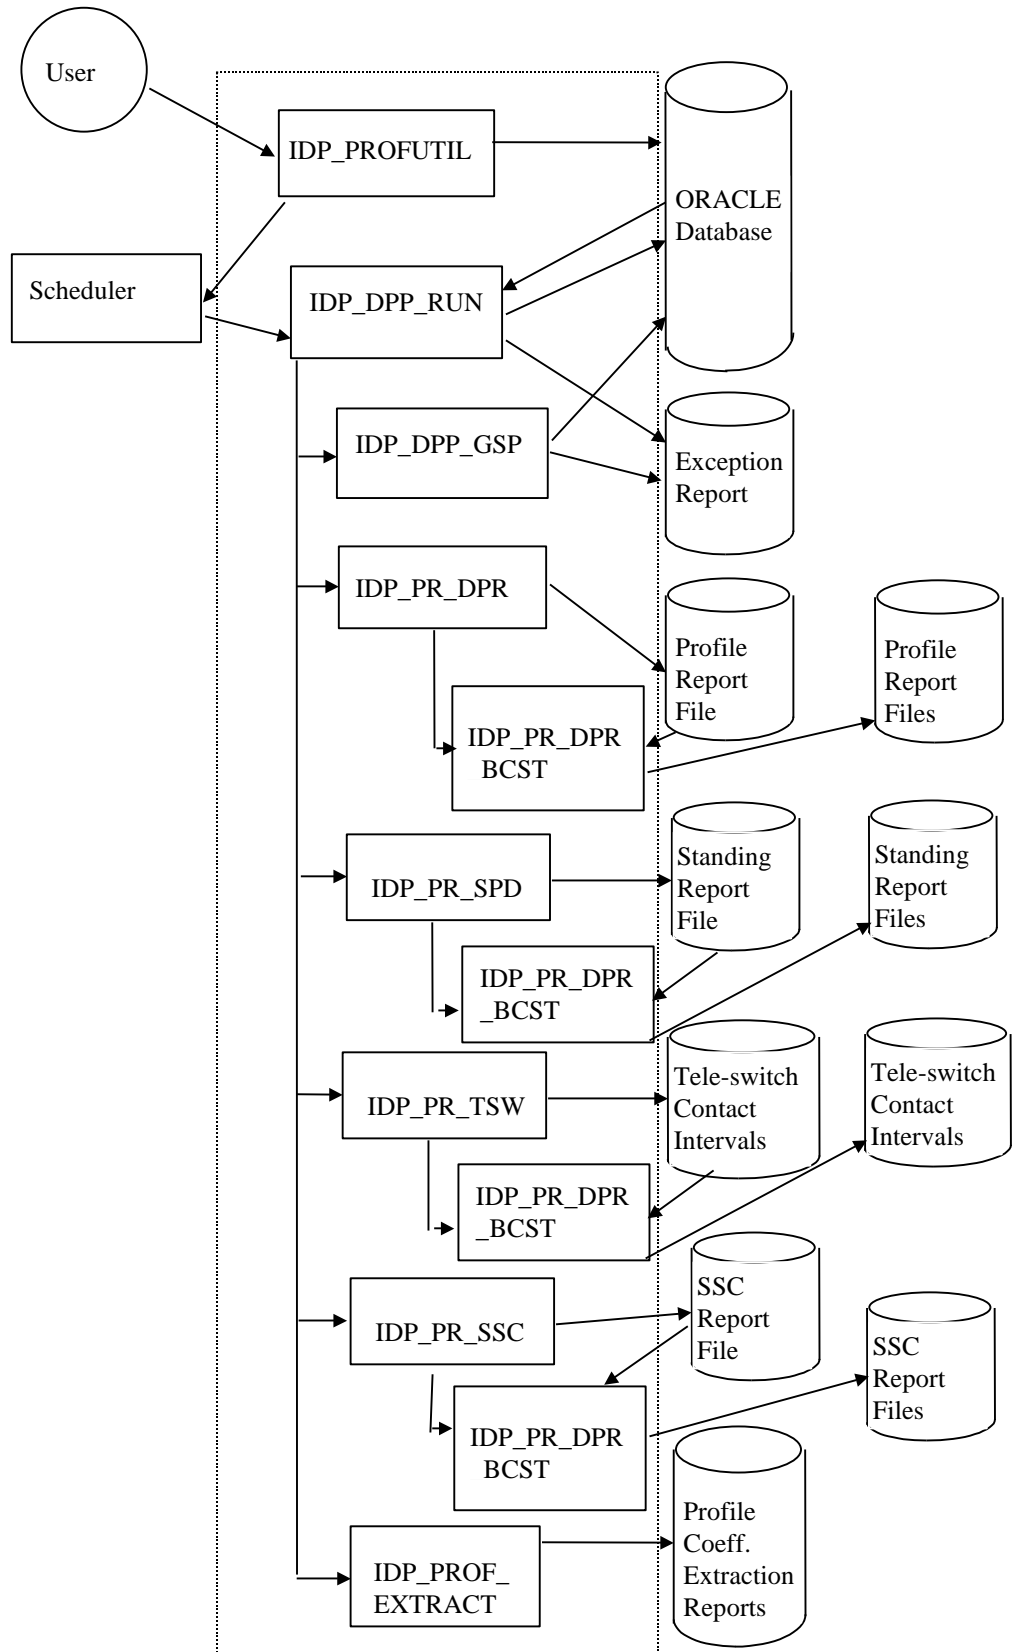 User
IDP_PROFUTIL
ORACLE
Database
Scheduler
IDP_DPP_RUN
IDP_DPP_GSP
Exception
Report
IDP_PR_DPR
Profile
Report
File
Profile
Report
Files
IDP_PR_DPR
BCST
IDP_PR_SPD
Standing
Report
File
Standing
Report
Files
IDP_PR_DPR
_BCST
IDP_PR_TSW
Tele-switch
Contact
Intervals
Tele-switch
Contact
Intervals
IDP_PR_DPR
_BCST
IDP_PR_SSC
SSC
Report
File
SSC
Report
Files
IDP_PR_DPR
BCST
IDP_PROF_
EXTRACT
Profile
Coeff.
Extraction
Reports